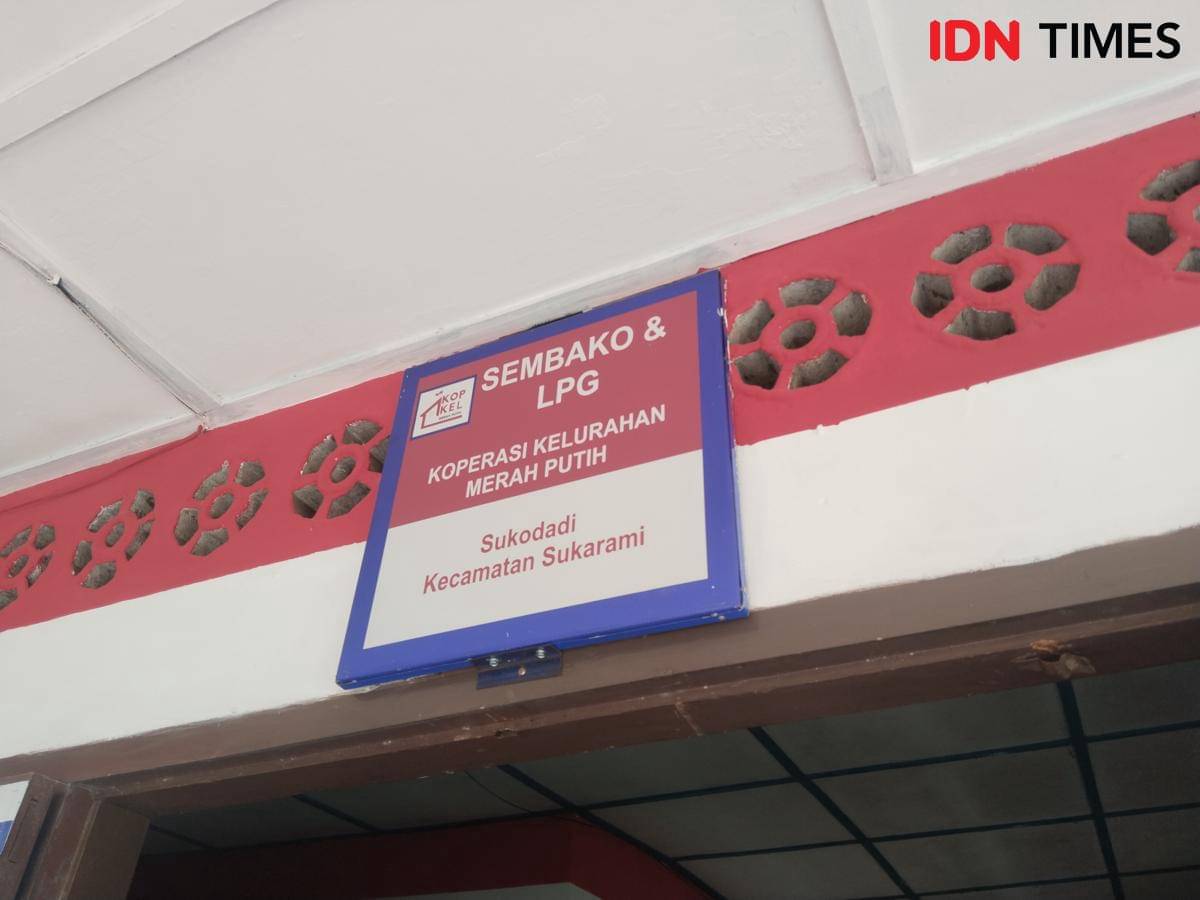 IDN TIMES
SEMBAKO &
LPG
KOP
KEL
KOPERASI KELURAHAN
MERAH PUTIH
Sukodadi
Kecamatan Sukarami